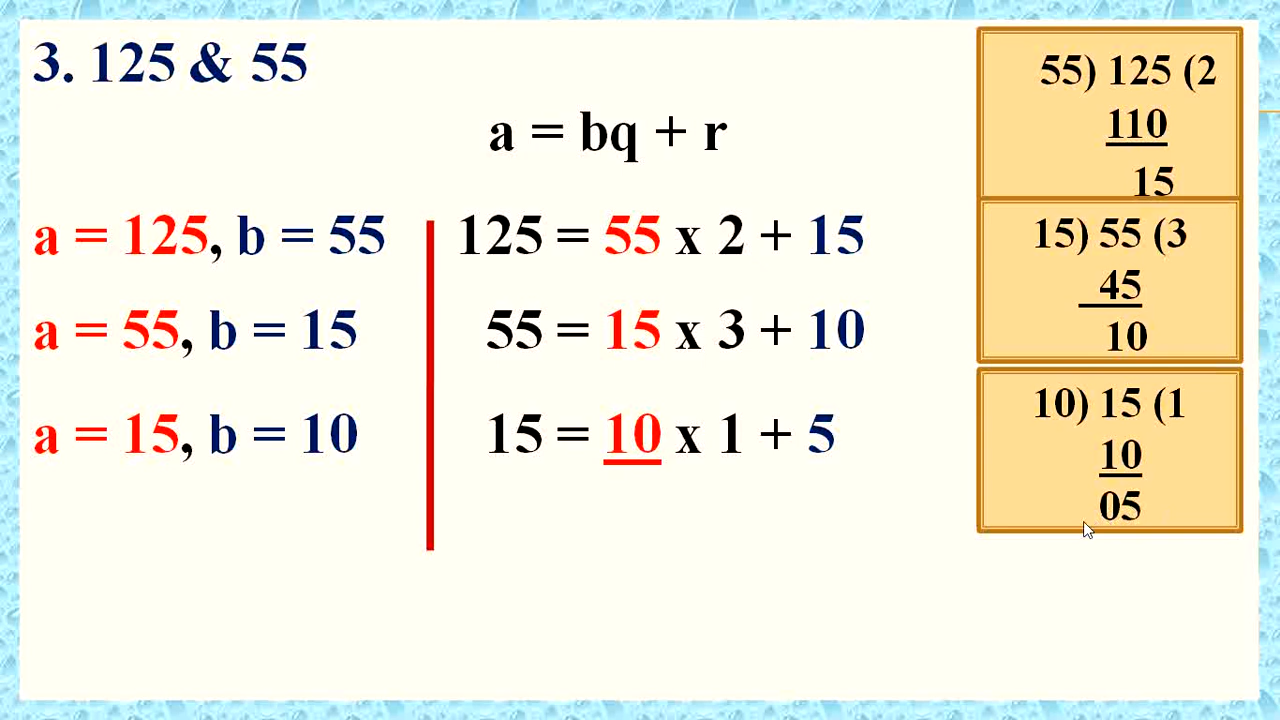 3. 125 & 55
a = bq + r
a = 125, b = 55
125 = 55 x 2 + 15
a = 55, b = 15
55 = 15 x 3 + 10
a = 15, b = 10
15 = 10 x 1 + 5
55) 125 (2
110
15
15) 55 (3
45
10
10) 15 (1
10
05